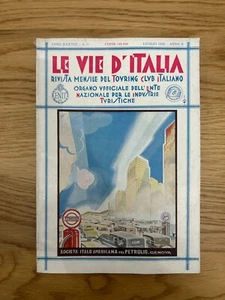 LE VIE D'ITALIA
RIVISTA MENSILE DEL TOVRING CLVB ITALIANO
ORGANO VFFICIALE DELL'ENTE
NAZIONALE PER LE INDVSTRIE
TVRISTICHE
ENIT
SOCIETÀ ITALO AMERICANA PEL PETROLIO, GENOVA